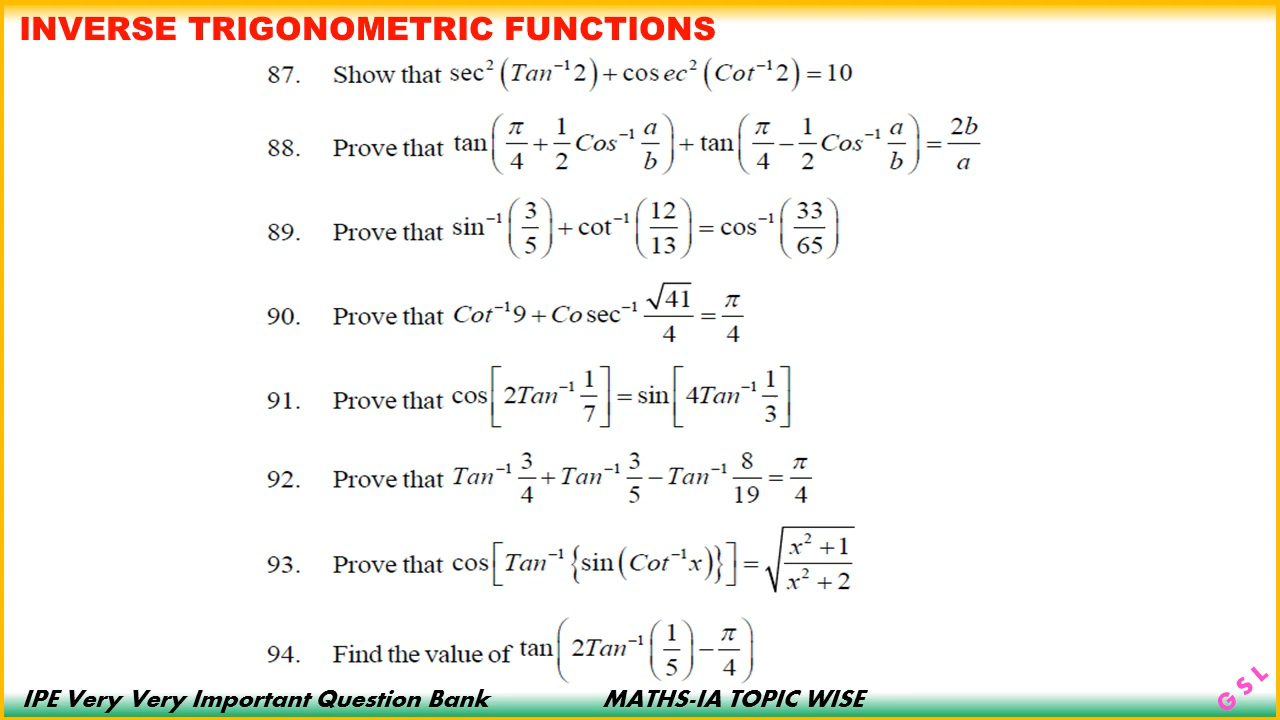 INVERSE TRIGONOMETRIC FUNCTIONS
87. Show that sec² (Tan⁻¹2) + cosec² (Cot⁻¹2) = 10
88. Prove that tan(π/4 + 1/2 Cos⁻¹ a/b) + tan(π/4 − 1/2 Cos⁻¹ a/b) = 2b/a
89. Prove that sin⁻¹(3/5) + cot⁻¹(12/13) = cos⁻¹(33/65)
90. Prove that Cot⁻¹9 + Cosec⁻¹ √41/4 = π/4
91. Prove that cos[2Tan⁻¹ 1/7] = sin[4Tan⁻¹ 1/3]
92. Prove that Tan⁻¹ 3/4 + Tan⁻¹ 3/5 − Tan⁻¹ 8/19 = π/4
93. Prove that cos[Tan⁻¹{sin(Cot⁻¹x)}] = √((x² + 1)/(x² + 2))
94. Find the value of tan(2Tan⁻¹(1/5) − π/4)
IPE Very Very Important Question Bank MATHS-IA TOPIC WISE
GSL